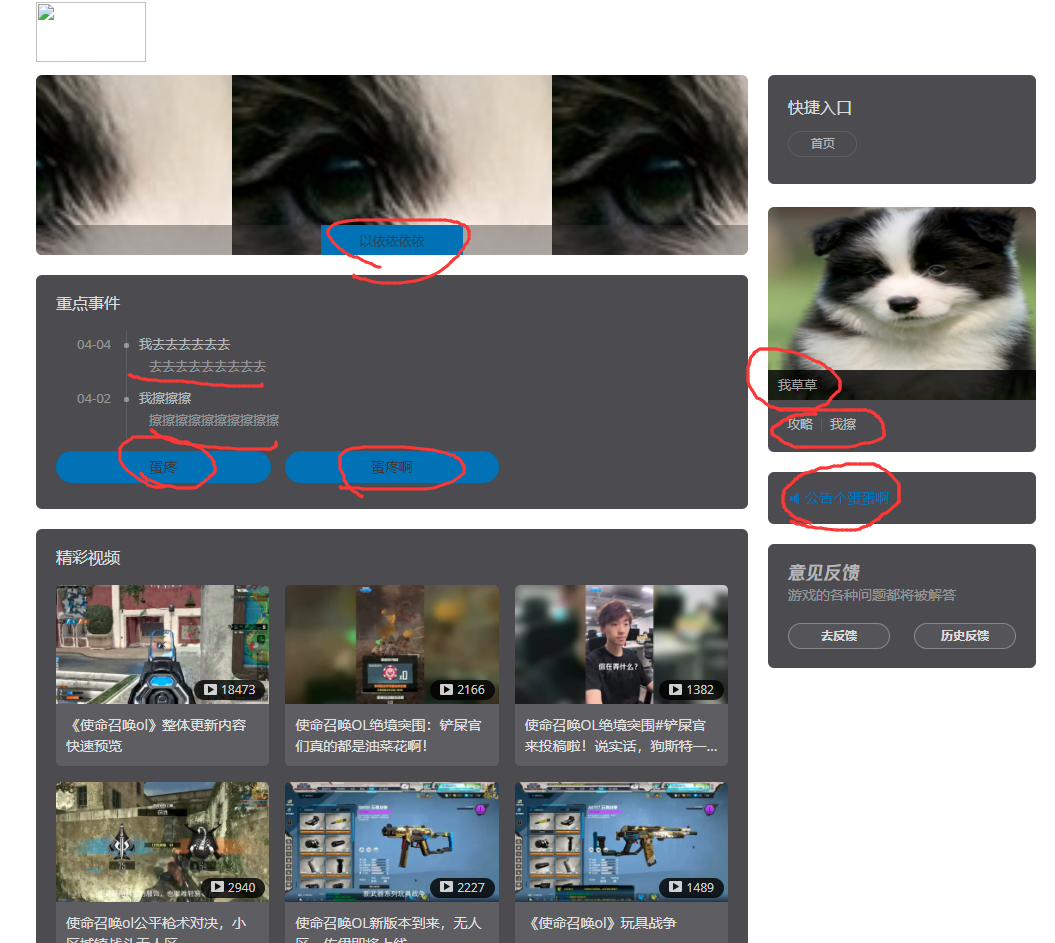 快捷入口
首页
以依依依依
重点事件
04-04 我去去去去去去
去去去去去去去去去
04-02 我擦擦擦
擦擦擦擦擦擦擦擦擦擦
蛋疼
蛋疼啊
我草草
攻略 我擦
公告个蛋蛋啊
意见反馈
游戏的各种问题都将被解答
去反馈
历史反馈
精彩视频
18473
2166
但在弄什么？
1382
《使命召唤ol》整体更新内容
快速预览
使命召唤OL绝境突围：铲屎官
们真的都是油菜花啊！
使命召唤OL绝境突围#铲屎官
来投稿啦！说实话，狗斯特一...
2940
2227
1489
使命召唤ol公平枪术对决，小
使命召唤OL新版本到来，无人
《使命召唤ol》玩具战争